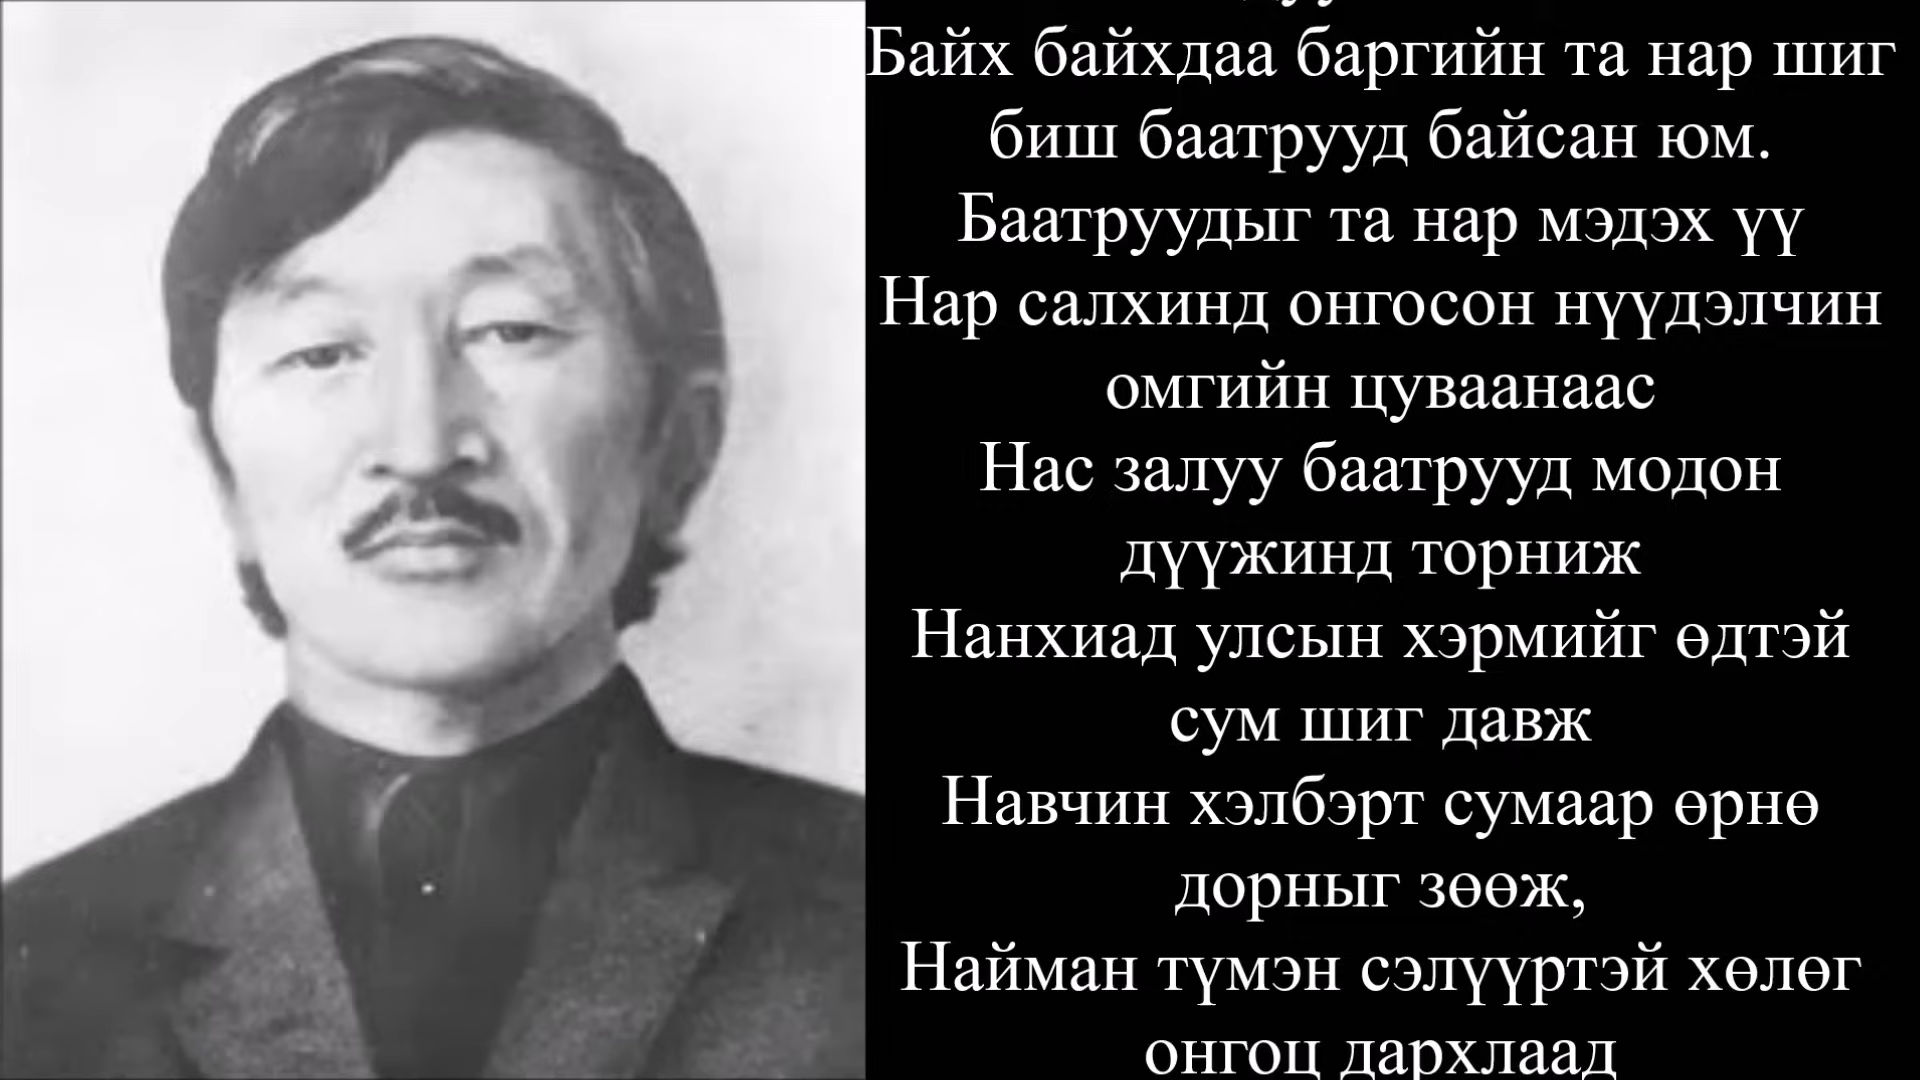 Байх байхдаа баргийн та нар шиг
биш баатрууд байсан юм.
Баатруудыг та нар мэдэх үү
Нар салхинд онгосон нүүдэлчин
омгийн цуваанаас
Нас залуу баатрууд модон
дүүжинд торниж
Нанхиад улсын хэрмийг өдтэй
сум шиг давж
Навчин хэлбэрт сумаар өрнө
дорныг зөөж,
Найман түмэн сэлүүртэй хөлөг
онгоц дархлаад